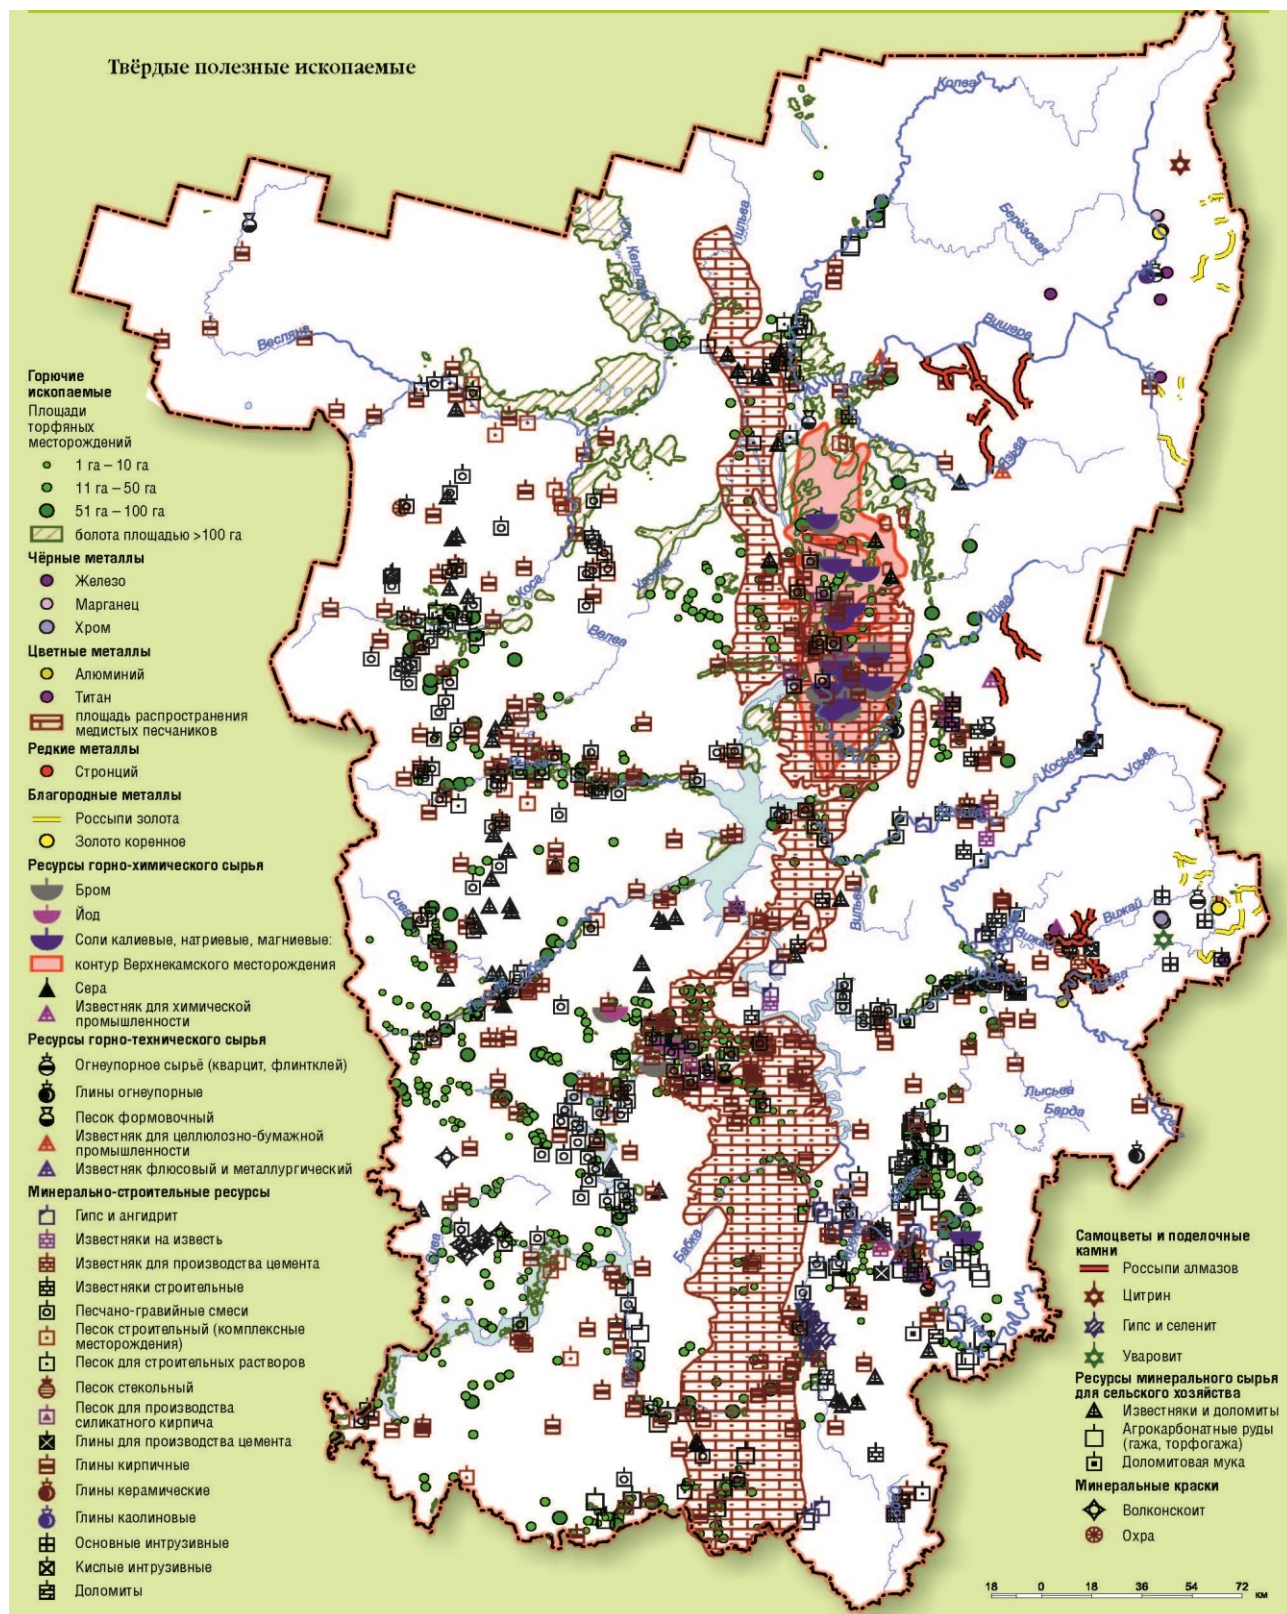 Твёрдые полезные ископаемые
Колва
Пильва
Берёзовая
Юж. Кельтма
Вишера
Весляна
Язьва
Коса
Уролка
Велва
Яйва
Косьва
Усьва
Вильва
Вижай
Вижай
Сива
Лысьва
Барда
Бабка
Горючие
ископаемые
Площади
торфяных
месторождений
1 га – 10 га
11 га – 50 га
51 га – 100 га
болота площадью >100 га
Чёрные металлы
Железо
Марганец
Хром
Цветные металлы
Алюминий
Титан
площадь распространения
медистых песчаников
Редкие металлы
Стронций
Благородные металлы
Россыпи золота
Золото коренное
Ресурсы горно-химического сырья
Бром
Йод
Соли калиевые, натриевые, магниевые:
контур Верхнекамского месторождения
Сера
Известняк для химической
промышленности
Ресурсы горно-технического сырья
Огнеупорное сырьё (кварцит, флинтклей)
Глины огнеупорные
Песок формовочный
Известняк для целлюлозно-бумажной
промышленности
Известняк флюсовый и металлургический
Минерально-строительные ресурсы
Гипс и ангидрит
Известняки на известь
Известняк для производства цемента
Известняки строительные
Песчано-гравийные смеси
Песок строительный (комплексные
месторождения)
Песок для строительных растворов
Песок стекольный
Песок для производства
силикатного кирпича
Глины для производства цемента
Глины кирпичные
Глины керамические
Глины каолиновые
Основные интрузивные
Кислые интрузивные
Доломиты
Самоцветы и поделочные
камни
Россыпи алмазов
Цитрин
Гипс и селенит
Уваровит
Ресурсы минерального сырья
для сельского хозяйства
Известняки и доломиты
Агрокарбонатные руды
(гажа, торфогажа)
Доломитовая мука
Минеральные краски
Волконскоит
Охра
18 0 18 36 54 72
км